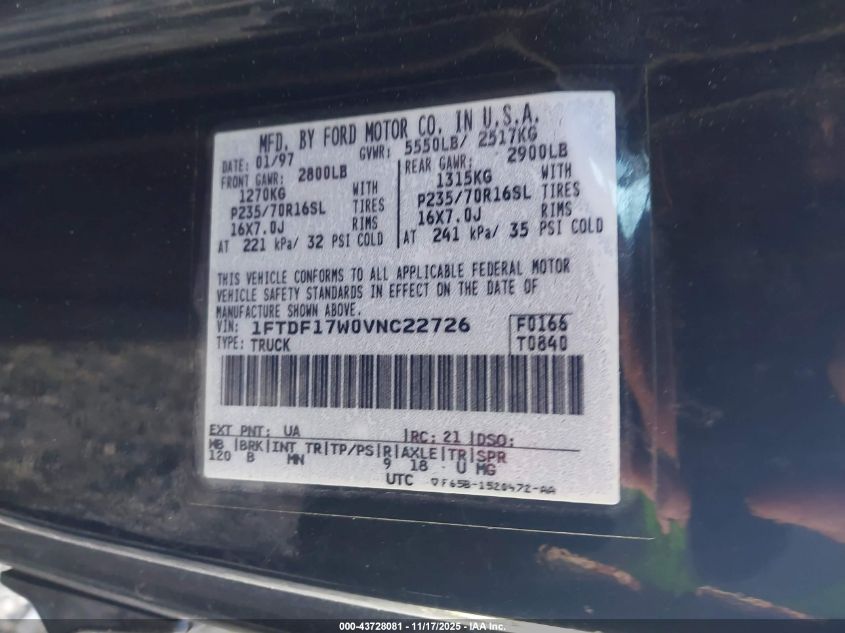 MFD. BY FORD MOTOR CO. IN U.S.A.
DATE: 01/97 GVWR: 5550LB/ 2517KG
FRONT GAWR: 2800LB REAR GAWR: 2900LB
1270KG WITH 1315KG WITH
P235/70R16SL TIRES P235/70R16SL TIRES
16X7.0J RIMS 16X7.0J RIMS
AT 221 kPa/ 32 PSI COLD AT 241 kPa/ 35 PSI COLD
THIS VEHICLE CONFORMS TO ALL APPLICABLE FEDERAL MOTOR
VEHICLE SAFETY STANDARDS IN EFFECT ON THE DATE OF
MANUFACTURE SHOWN ABOVE.
VIN: 1FTDF17W0VNC22726 F0166
TYPE: TRUCK T0840
EXT PNT: UA RC: 21 DSO:
MB BRK INT TR TP/PS R AXLE TR SPR
120 B MN 9 18 U MG
UTC F65B-1520472-AA
000-43728081 - 11/17/2025 - IAA Inc.